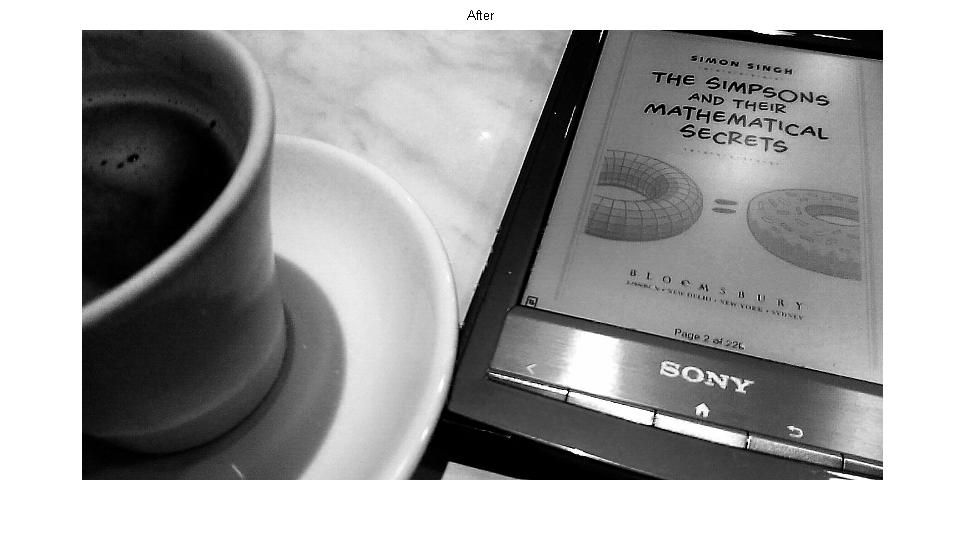 After
SIMON SINGH
THE SIMPSONS
AND THEIR
MATHEMATICAL
SECRETS
=
BLOOMSBURY
LONDON • NEW DELHI • NEW YORK • SYDNEY
Page 2 of 226
SONY